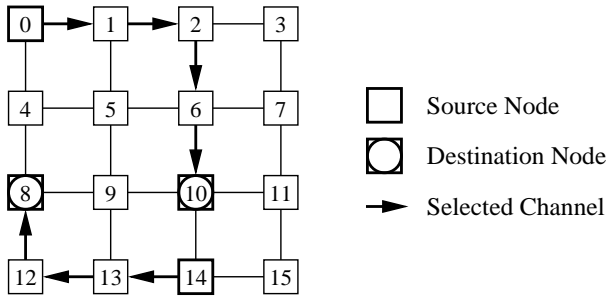 0 1 2 3
4 5 6 7
Source Node
Destination Node
8 9 10 11
Selected Channel
12 13 14 15